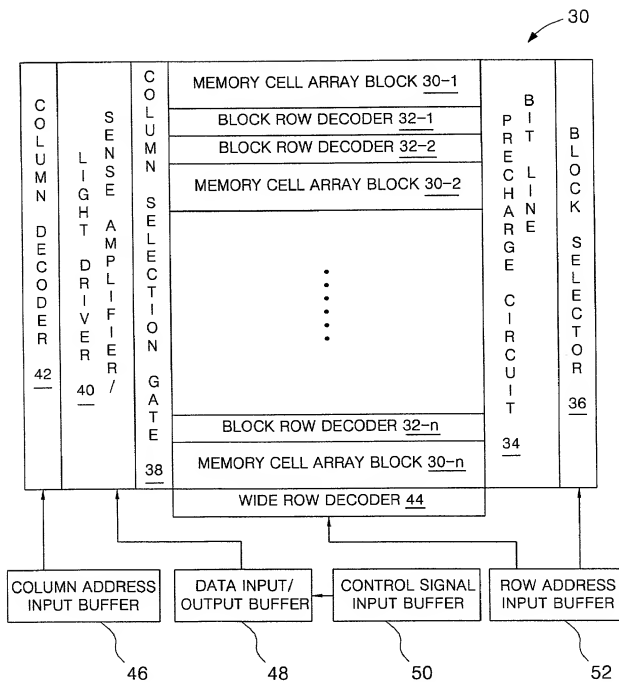 30
COLUMN DECODER 42
SENSE AMPLIFIER/
LIGHT DRIVER 40
COLUMN SELECTION GATE 38
MEMORY CELL ARRAY BLOCK 30-1
BLOCK ROW DECODER 32-1
BLOCK ROW DECODER 32-2
MEMORY CELL ARRAY BLOCK 30-2
BLOCK ROW DECODER 32-n
MEMORY CELL ARRAY BLOCK 30-n
WIDE ROW DECODER 44
BIT LINE
PRECHARGE CIRCUIT 34
BLOCK SELECTOR 36
COLUMN ADDRESS
INPUT BUFFER
DATA INPUT/
OUTPUT BUFFER
CONTROL SIGNAL
INPUT BUFFER
ROW ADDRESS
INPUT BUFFER
46
48
50
52